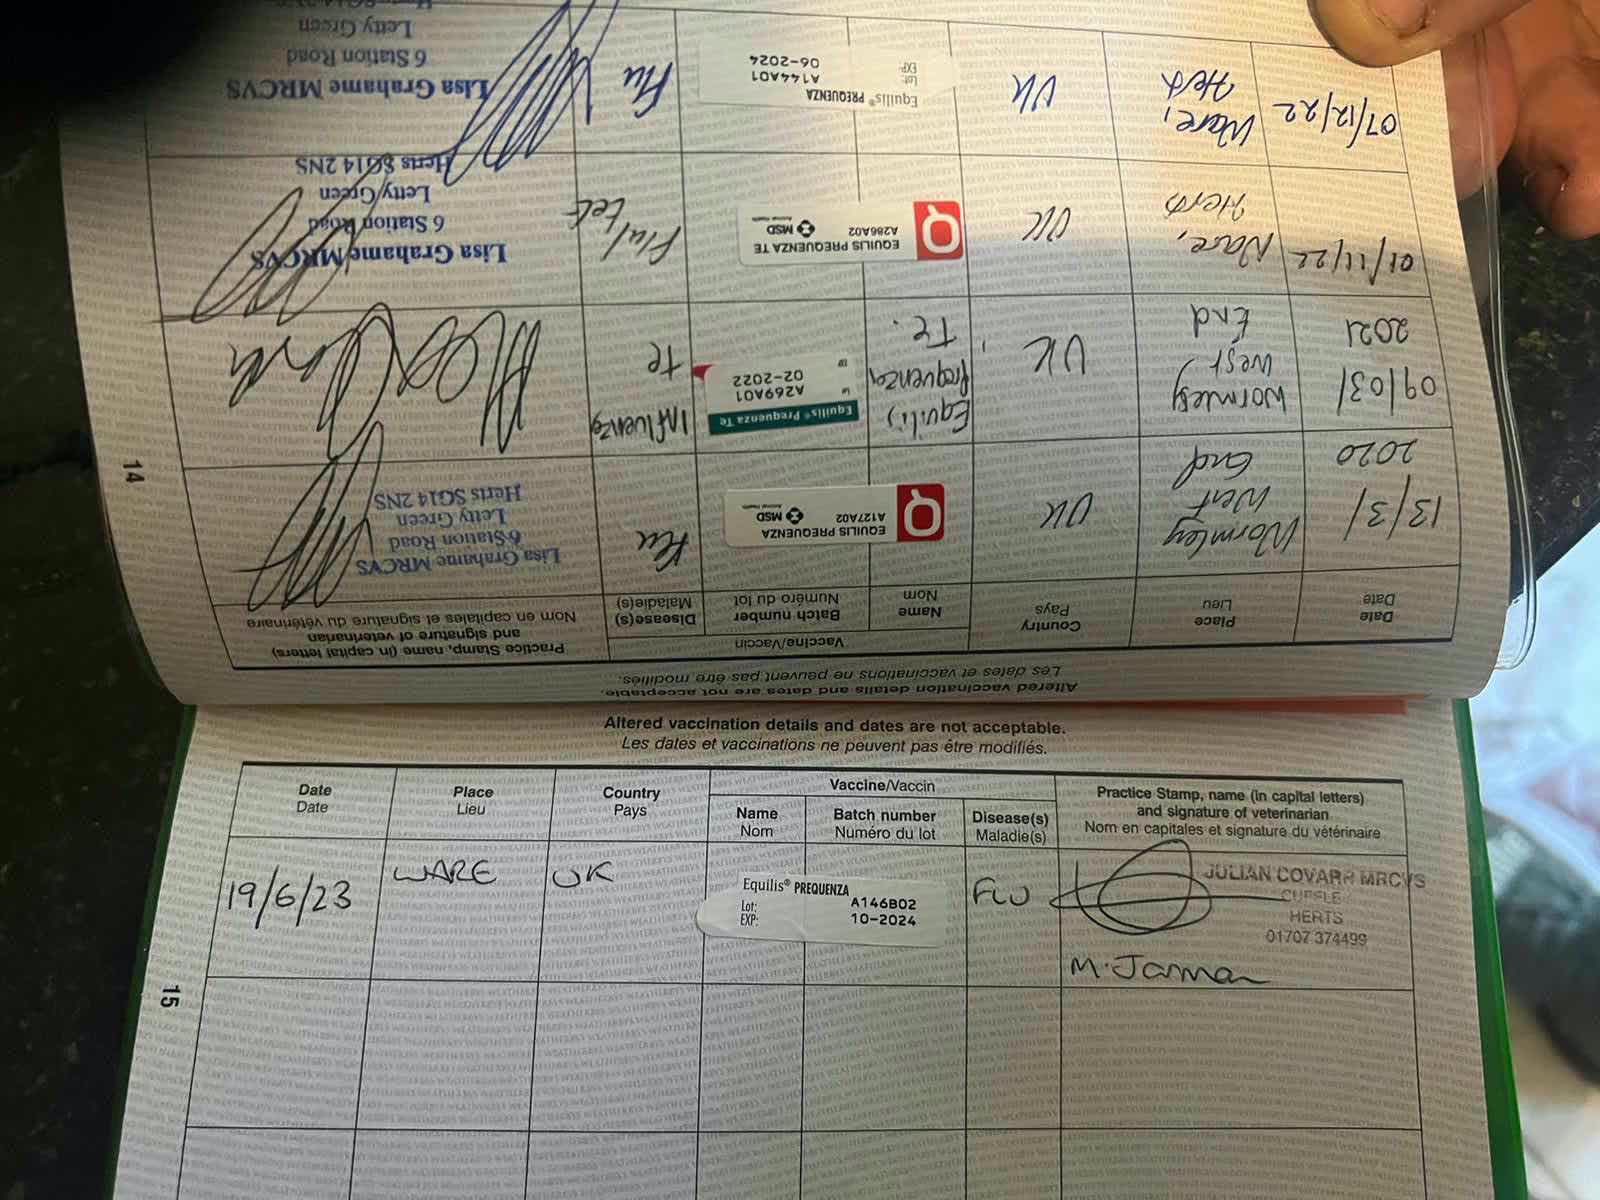 Altered vaccination details and dates are not acceptable.
Les dates et vaccinations ne peuvent pas être modifiés.
Date
Date
Place
Lieu
Country
Pays
Vaccine/Vaccin
Name
Nom
Batch number
Numéro du lot
Disease(s)
Maladie(s)
Practice Stamp, name (in capital letters)
and signature of veterinarian
Nom en capitales et signature du vétérinaire
13/3/
2020
Wormley
West
End
UK
EQUILIS PREQUENZA
A127A02
MSD
Animal Health
Flu
Lisa Grahame MRCVS
6 Station Road
Letty Green
Herts SG14 2NS
09/03/
2021
Wormley
West
End
UK
Equilis
Prequenza
Te.
Equilis® Prequenza Te
A269A01
02-2022
Influenza
Te
01/11/22
Ware,
Herts
UK
EQUILIS PREQUENZA TE
A286A02
MSD
Animal Health
Flu/tet
Lisa Grahame MRCVS
6 Station Road
Letty Green
Herts SG14 2NS
07/12/22
Ware,
Herts
UK
Equilis® PREQUENZA
Lot: A144A01
EXP: 06-2024
Flu
Lisa Grahame MRCVS
6 Station Road
Letty Green
14
Altered vaccination details and dates are not acceptable.
Les dates et vaccinations ne peuvent pas être modifiés.
Date
Date
Place
Lieu
Country
Pays
Vaccine/Vaccin
Name
Nom
Batch number
Numéro du lot
Disease(s)
Maladie(s)
Practice Stamp, name (in capital letters)
and signature of veterinarian
Nom en capitales et signature du vétérinaire
19/6/23
WARE
UK
Equilis® PREQUENZA
Lot: A146B02
EXP: 10-2024
FLU
JULIAN COVARR MRCVS
HERTS
01707 374499
M. Jarman
15